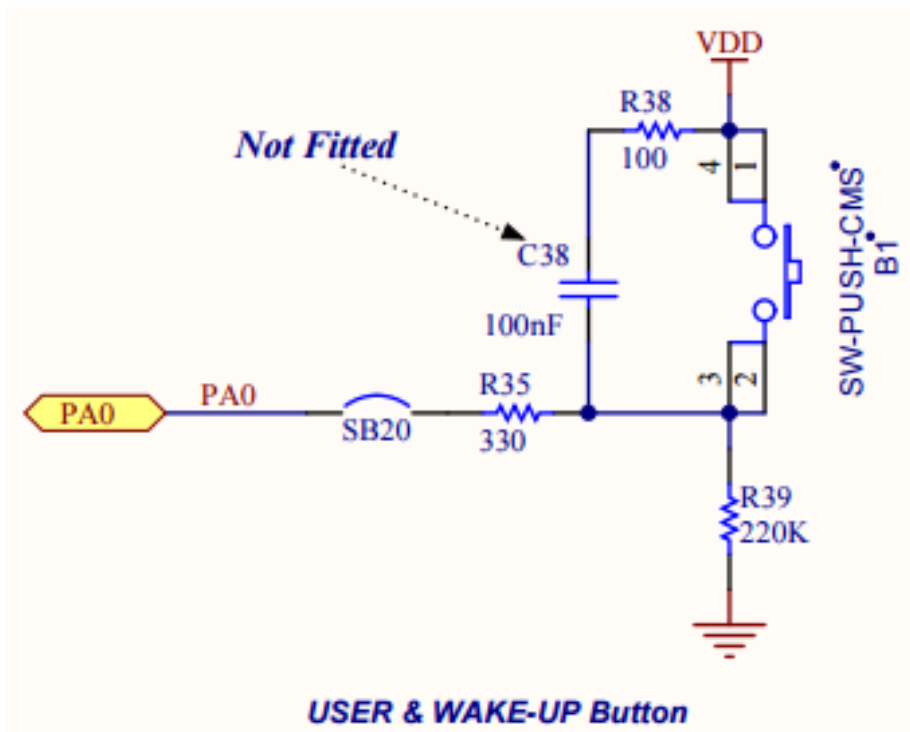 VDD
R38
100
Not Fitted
4
1
C38
100nF
SW-PUSH-CMS
B1
3
2
PA0
PA0
SB20
R35
330
R39
220K
USER & WAKE-UP Button